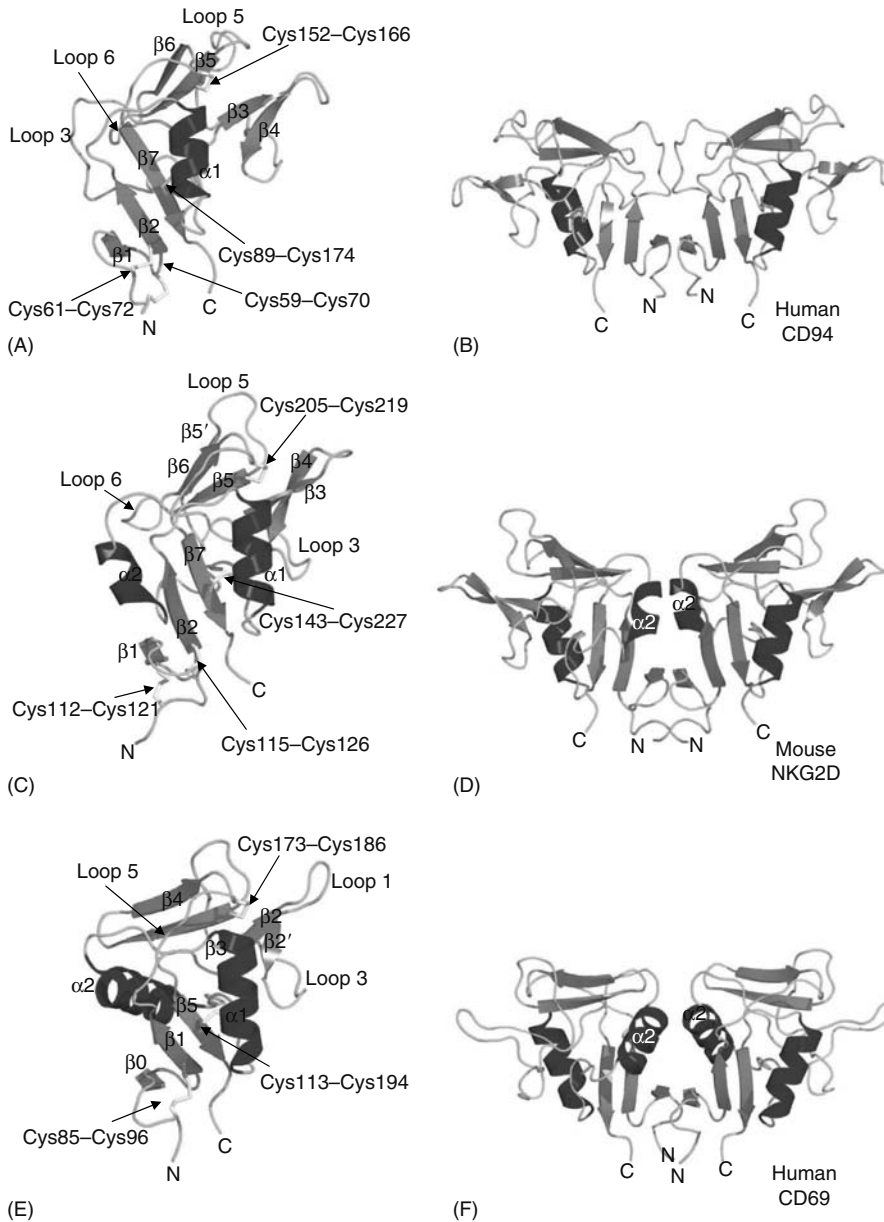 Loop 5
Cys152–Cys166
β6
β5
Loop 6
β3
Loop 3
β4
β7
α1
β2
Cys89–Cys174
β1
Cys61–Cys72
Cys59–Cys70
C
N
(A)
N
N
C
C
Human
CD94
(B)
Loop 5
Cys205–Cys219
β5′
β4
β6
β5
Loop 6
β3
Loop 3
β7
α2
α1
Cys143–Cys227
β2
β1
C
Cys112–Cys121
N
Cys115–Cys126
(C)
α2
α2
C
N
N
C
Mouse
NKG2D
(D)
Cys173–Cys186
Loop 5
Loop 1
β4
β2
β3
β2′
Loop 3
α2
β5
α1
β1
β0
Cys113–Cys194
Cys85–Cys96
C
N
(E)
α2
α2
N
C
N
C
Human
CD69
(F)